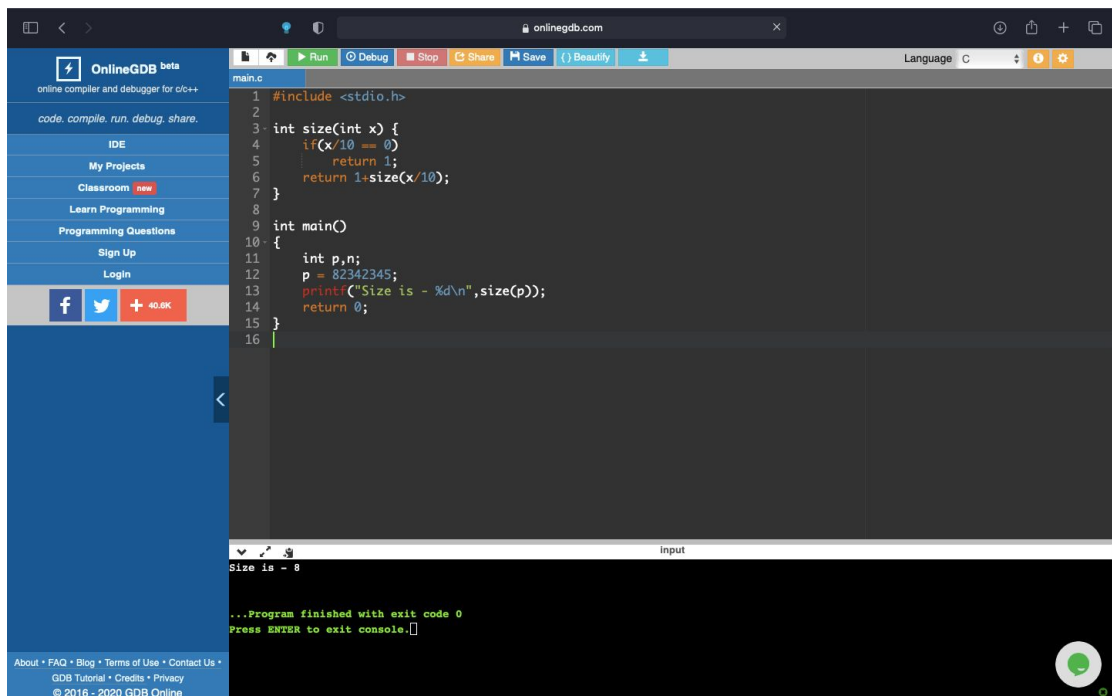 onlinegdb.com
OnlineGDB beta
online compiler and debugger for c/c++
code. compile. run. debug. share.
IDE
My Projects
Classroom new
Learn Programming
Programming Questions
Sign Up
Login
40.6K
About • FAQ • Blog • Terms of Use • Contact Us •
GDB Tutorial • Credits • Privacy
© 2016 - 2020 GDB Online
Run Debug Stop Share Save {} Beautify
Language C
main.c
1 #include <stdio.h>
2
3 int size(int x) {
4 if(x/10 == 0)
5 return 1;
6 return 1+size(x/10);
7 }
8
9 int main()
10 {
11 int p,n;
12 p = 82342345;
13 printf("Size is - %d\n",size(p));
14 return 0;
15 }
16
input
Size is - 8
...Program finished with exit code 0
Press ENTER to exit console.